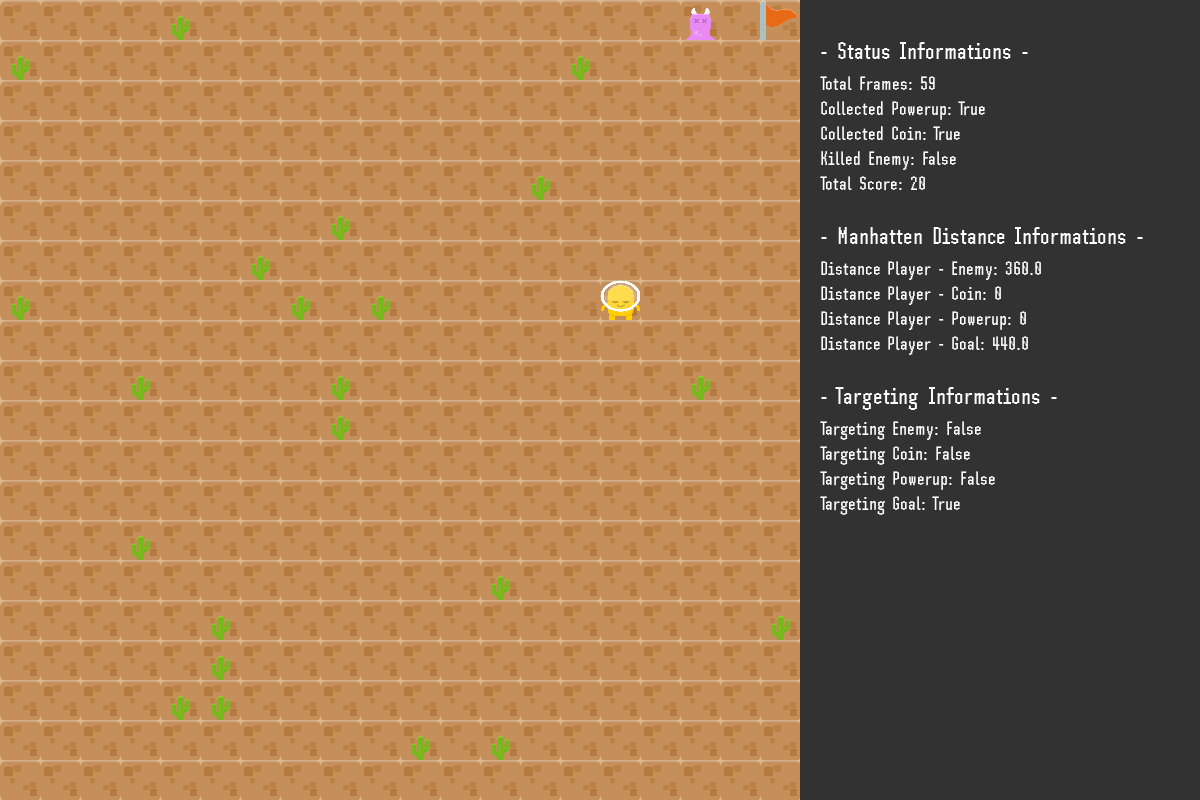 - Status Informations -
Total Frames: 59
Collected Powerup: True
Collected Coin: True
Killed Enemy: False
Total Score: 20
- Manhatten Distance Informations -
Distance Player - Enemy: 360.0
Distance Player - Coin: 0
Distance Player - Powerup: 0
Distance Player - Goal: 440.0
- Targeting Informations -
Targeting Enemy: False
Targeting Coin: False
Targeting Powerup: False
Targeting Goal: True